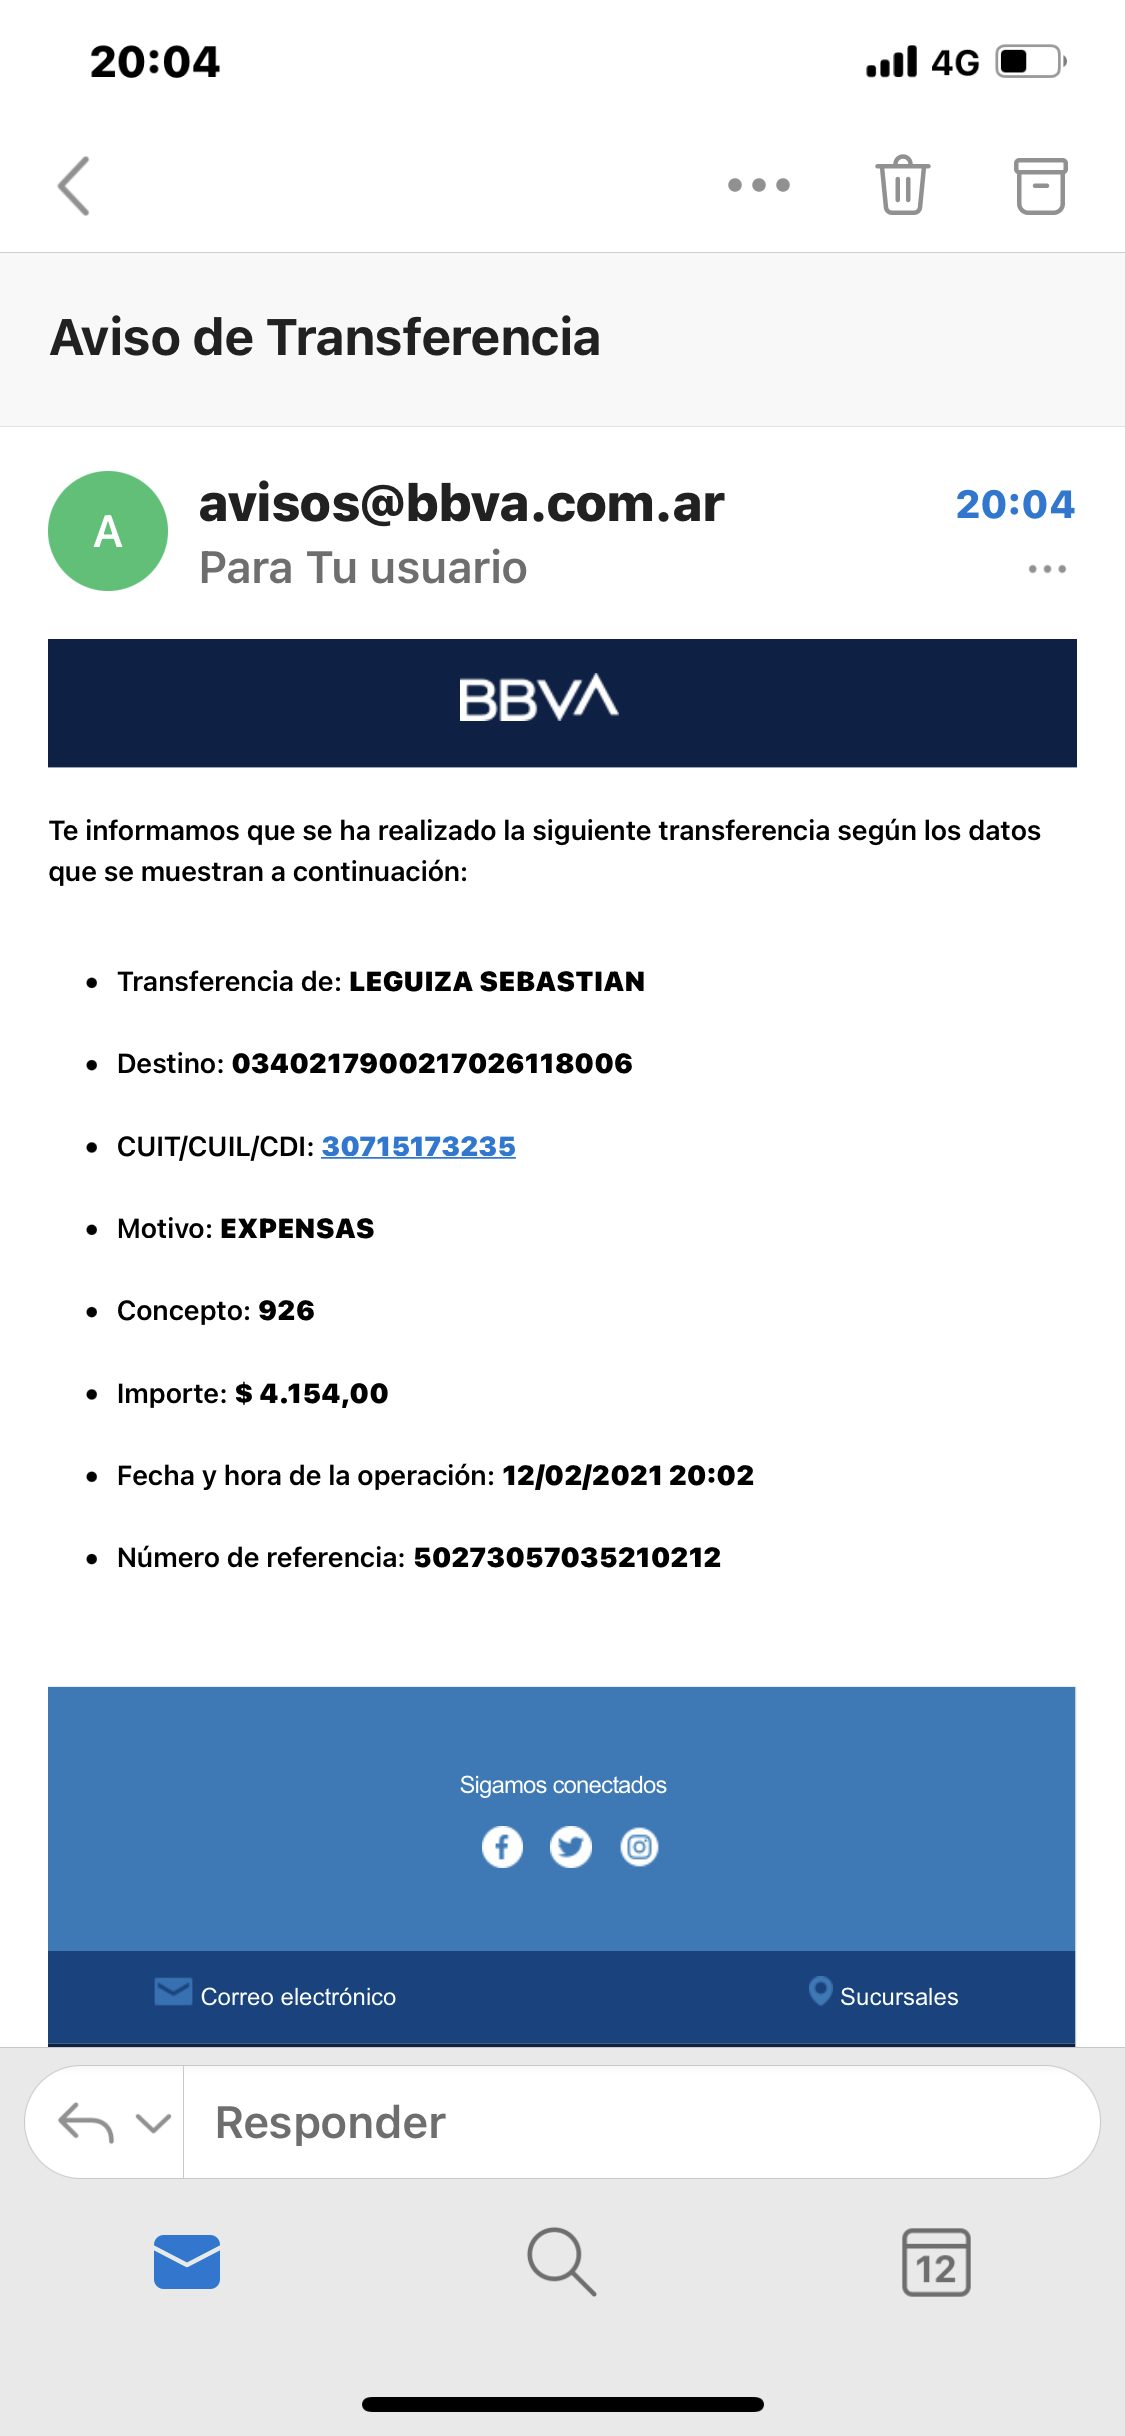 20:04
4G
Aviso de Transferencia
A
avisos@bbva.com.ar
20:04
Para Tu usuario
BBVA
Te informamos que se ha realizado la siguiente transferencia según los datos
que se muestran a continuación:
• Transferencia de: LEGUIZA SEBASTIAN
• Destino: 0340217900217026118006
• CUIT/CUIL/CDI: 30715173235
• Motivo: EXPENSAS
• Concepto: 926
• Importe: $ 4.154,00
• Fecha y hora de la operación: 12/02/2021 20:02
• Número de referencia: 50273057035210212
Sigamos conectados
Correo electrónico
Sucursales
Responder
12